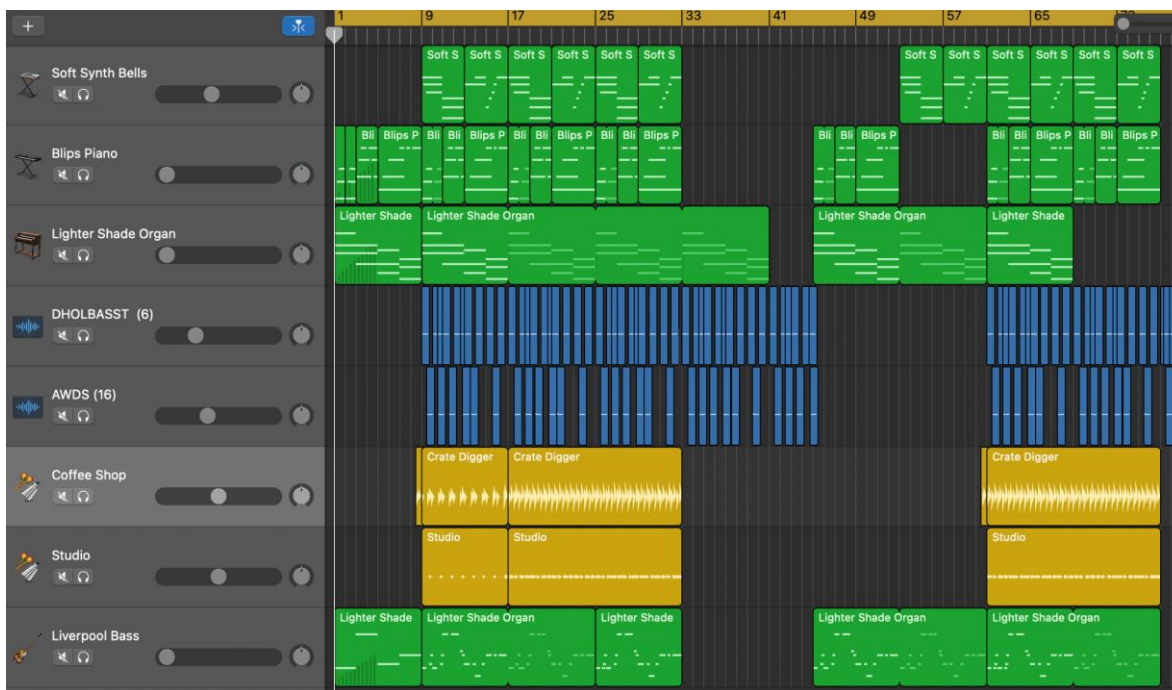 1 9 17 25 33 41 49 57 65
Soft Synth Bells
Soft S Soft S Soft S Soft S Soft S Soft S Soft S Soft S Soft S Soft S Soft S Soft S
Blips Piano
Bli Blips P Bli Bli Blips P Bli Bli Blips P Bli Bli Blips P Bli Bli Blips P Bli Bli Blips P Bli Bli Blips P
Lighter Shade Organ
Lighter Shade Lighter Shade Organ Lighter Shade Organ Lighter Shade
DHOLBASST (6)
AWDS (16)
Coffee Shop
Crate Digger Crate Digger Crate Digger
Studio
Studio Studio Studio
Liverpool Bass
Lighter Shade Lighter Shade Organ Lighter Shade Lighter Shade Organ Lighter Shade Organ